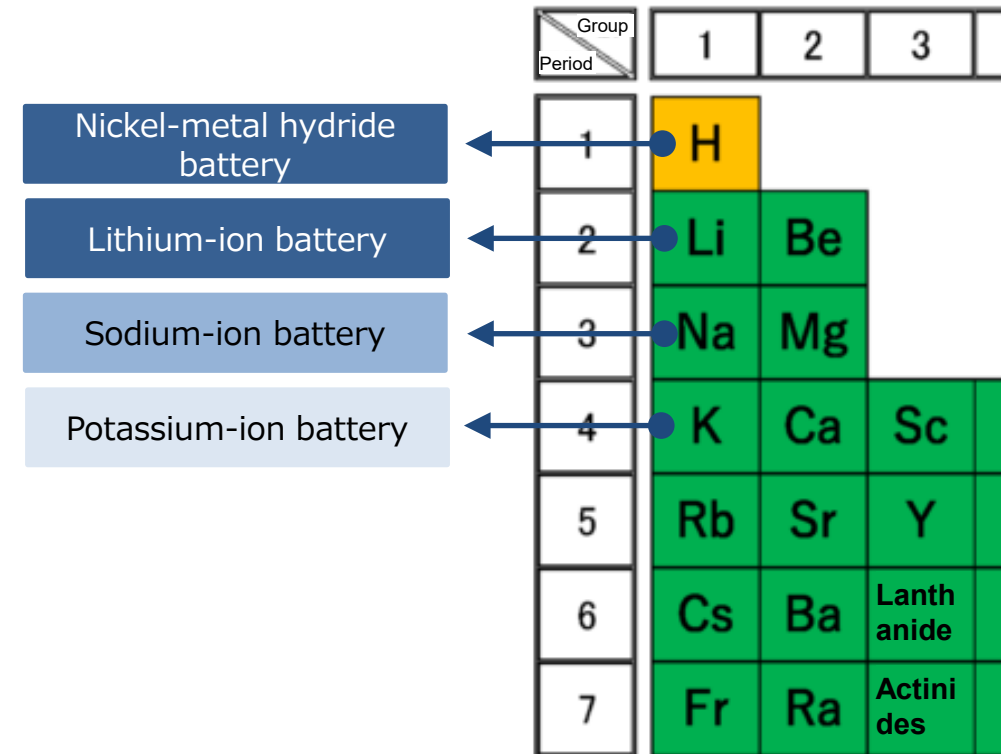 Group
Period
1 2 3
Nickel-metal hydride
battery
1 H
Lithium-ion battery
2 Li Be
Sodium-ion battery
3 Na Mg
Potassium-ion battery
4 K Ca Sc
5 Rb Sr Y
6 Cs Ba Lanth
anide
7 Fr Ra Actini
des